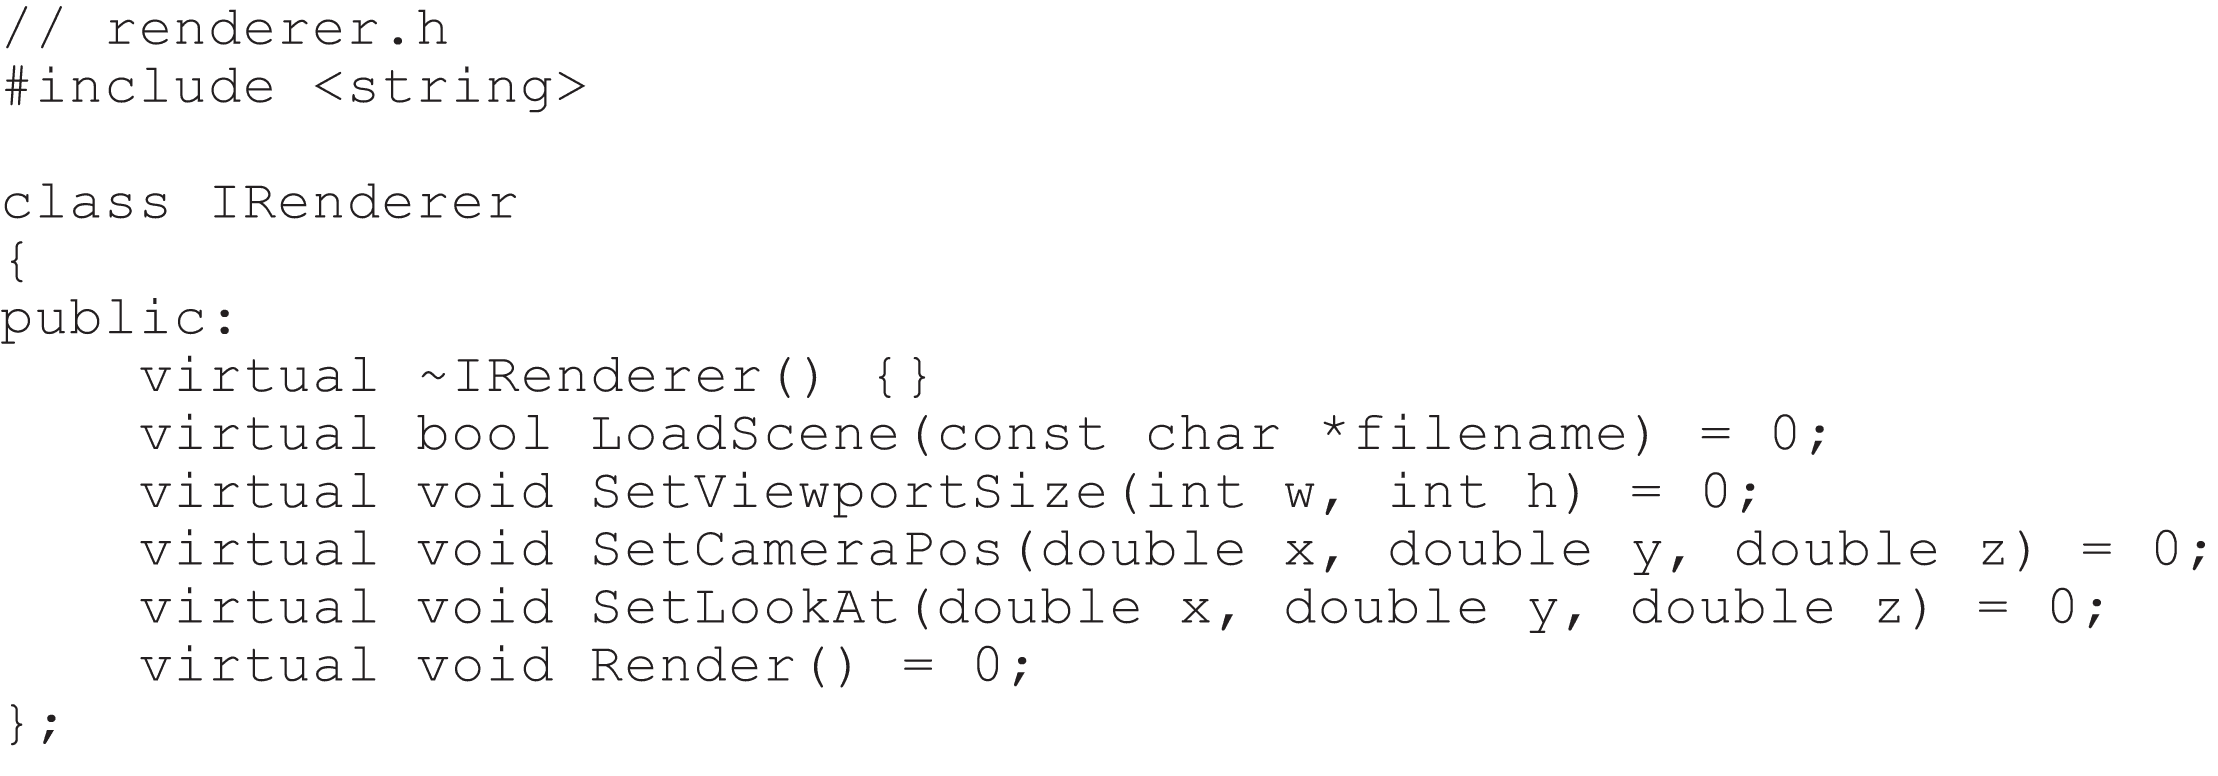 // renderer.h
#include <string>

class IRenderer
{
public:
    virtual ~IRenderer() {}
    virtual bool LoadScene(const char *filename) = 0;
    virtual void SetViewportSize(int w, int h) = 0;
    virtual void SetCameraPos(double x, double y, double z) = 0;
    virtual void SetLookAt(double x, double y, double z) = 0;
    virtual void Render() = 0;
};